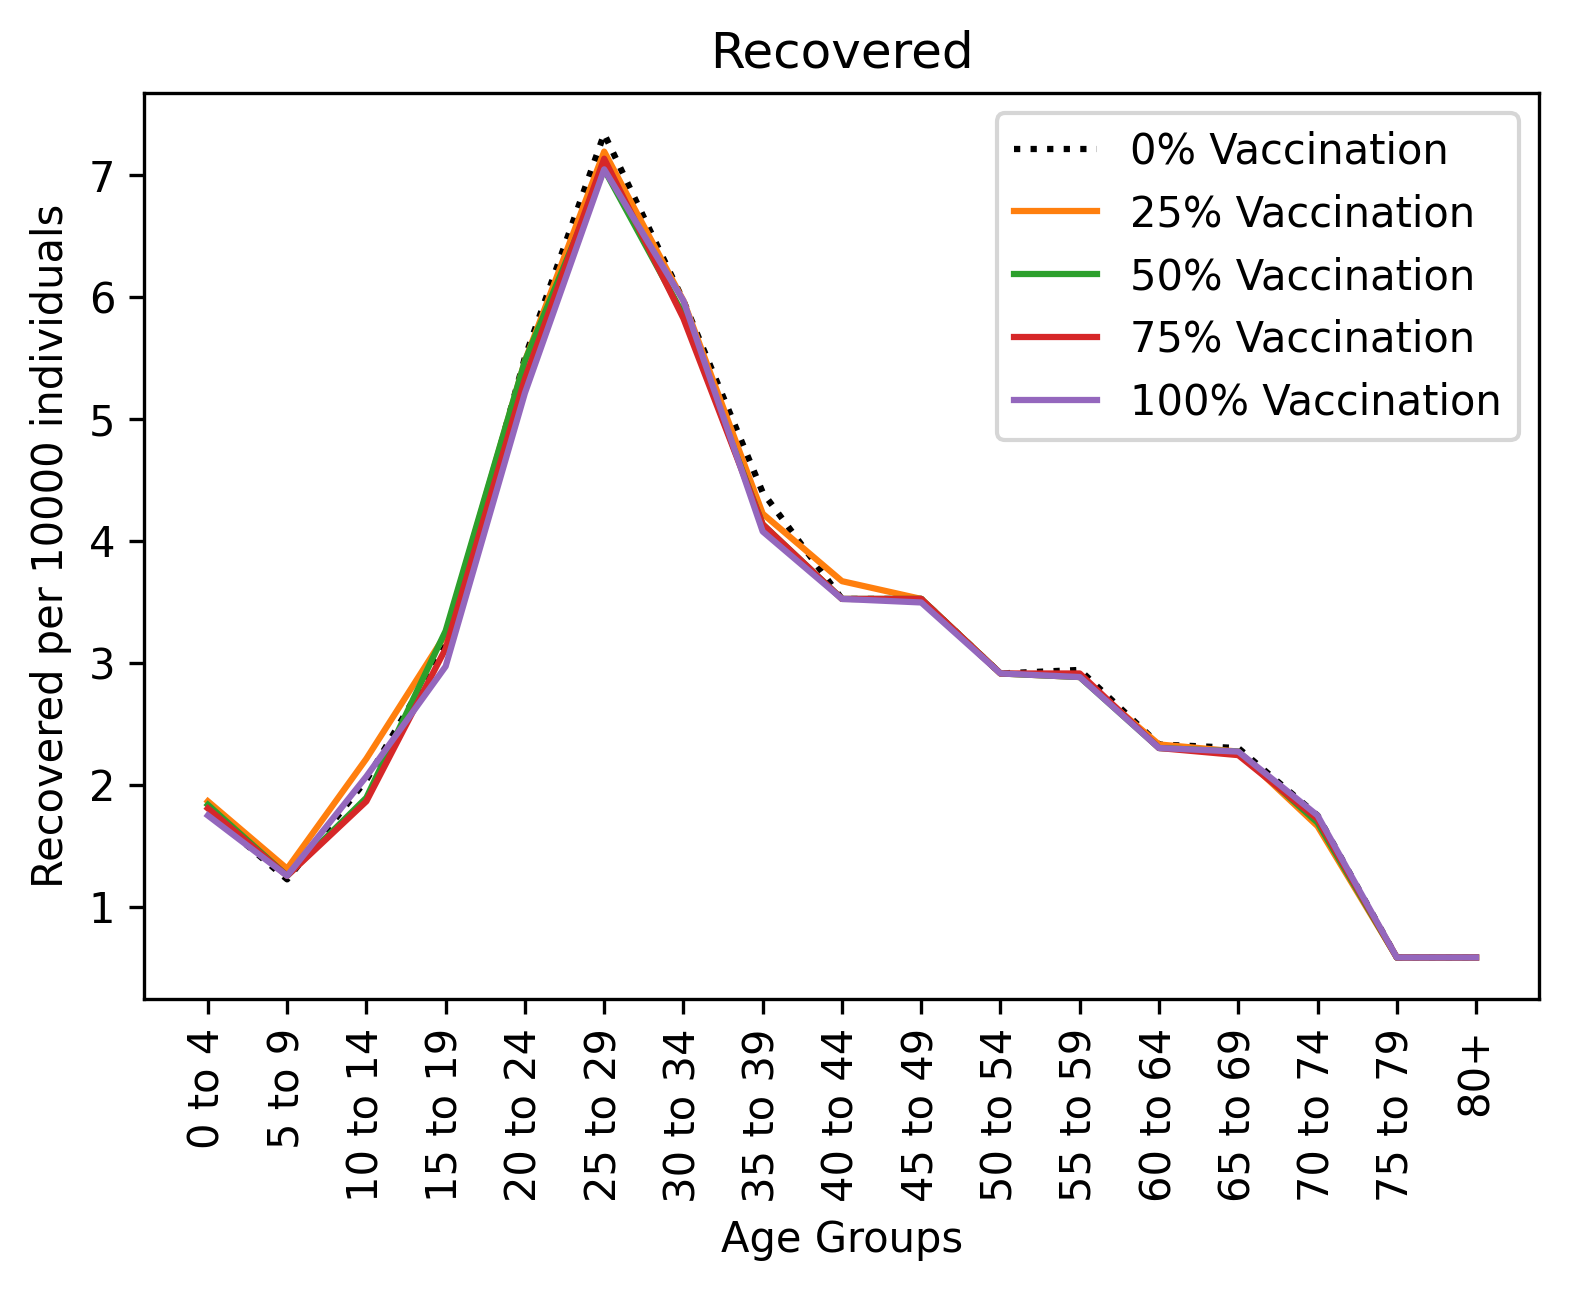 Recovered
0% Vaccination
25% Vaccination
50% Vaccination
75% Vaccination
100% Vaccination
Recovered per 10000 individuals
7
6
5
4
3
2
1
0 to 4
5 to 9
10 to 14
15 to 19
20 to 24
25 to 29
30 to 34
35 to 39
40 to 44
45 to 49
50 to 54
55 to 59
60 to 64
65 to 69
70 to 74
75 to 79
80+
Age Groups